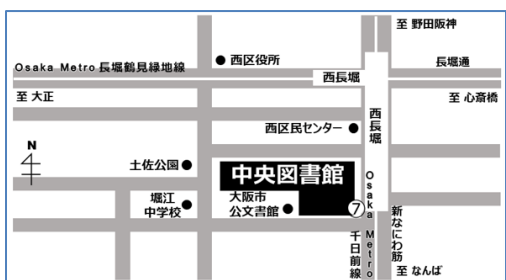 至 野田阪神
西区役所
Osaka Metro 長堀鶴見緑地線
長堀通
西長堀
至 大正
至 心斎橋
西長堀
西区民センター
N
土佐公園
中央図書館
堀江
中学校
大阪市
公文書館
⑦
Osaka Metro
千日前線
新なにわ筋
至 なんば